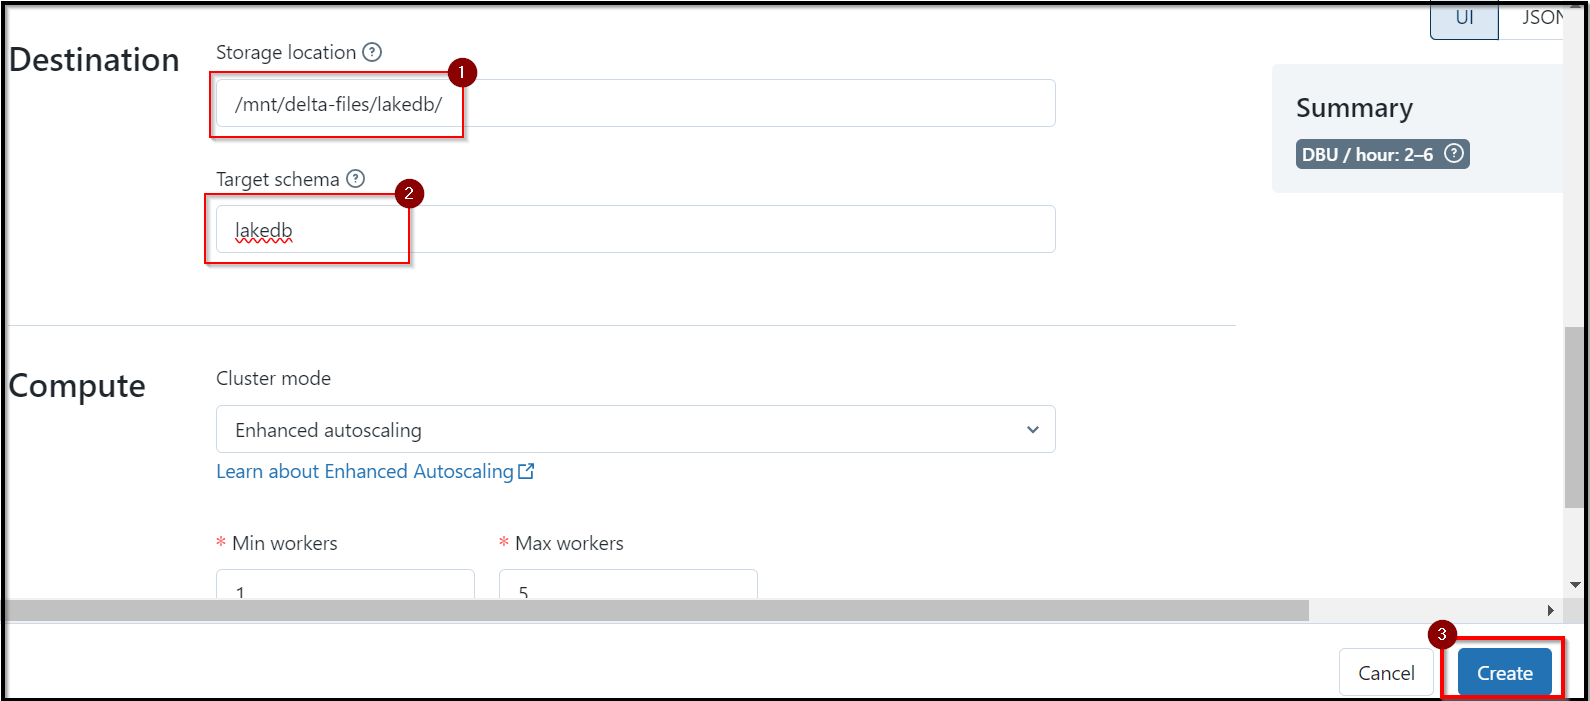 UI JSON
Destination
Storage location ?
1
/mnt/delta-files/lakedb/
Summary
DBU / hour: 2–6 ?
Target schema ?
2
lakedb
Compute
Cluster mode
Enhanced autoscaling
Learn about Enhanced Autoscaling
* Min workers * Max workers
1 5
3
Cancel Create